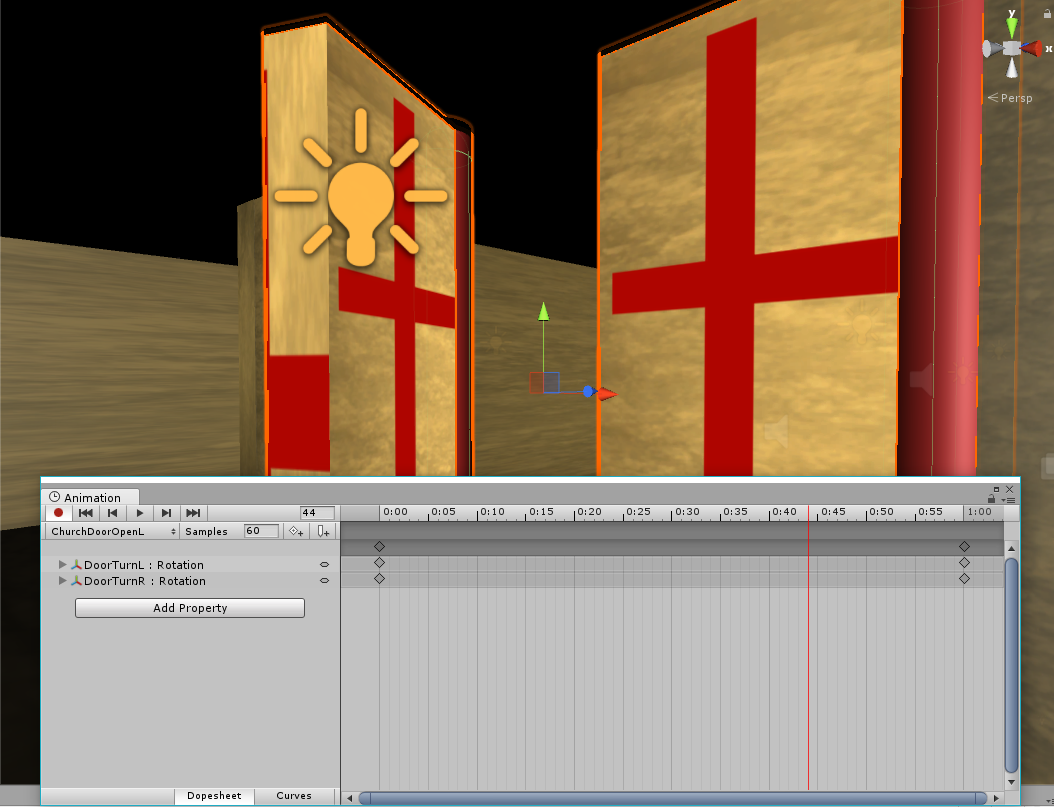 y
x
Persp
Animation
44
0:00 0:05 0:10 0:15 0:20 0:25 0:30 0:35 0:40 0:45 0:50 0:55 1:00
ChurchDoorOpenL Samples 60
DoorTurnL : Rotation
DoorTurnR : Rotation
Add Property
Dopesheet Curves